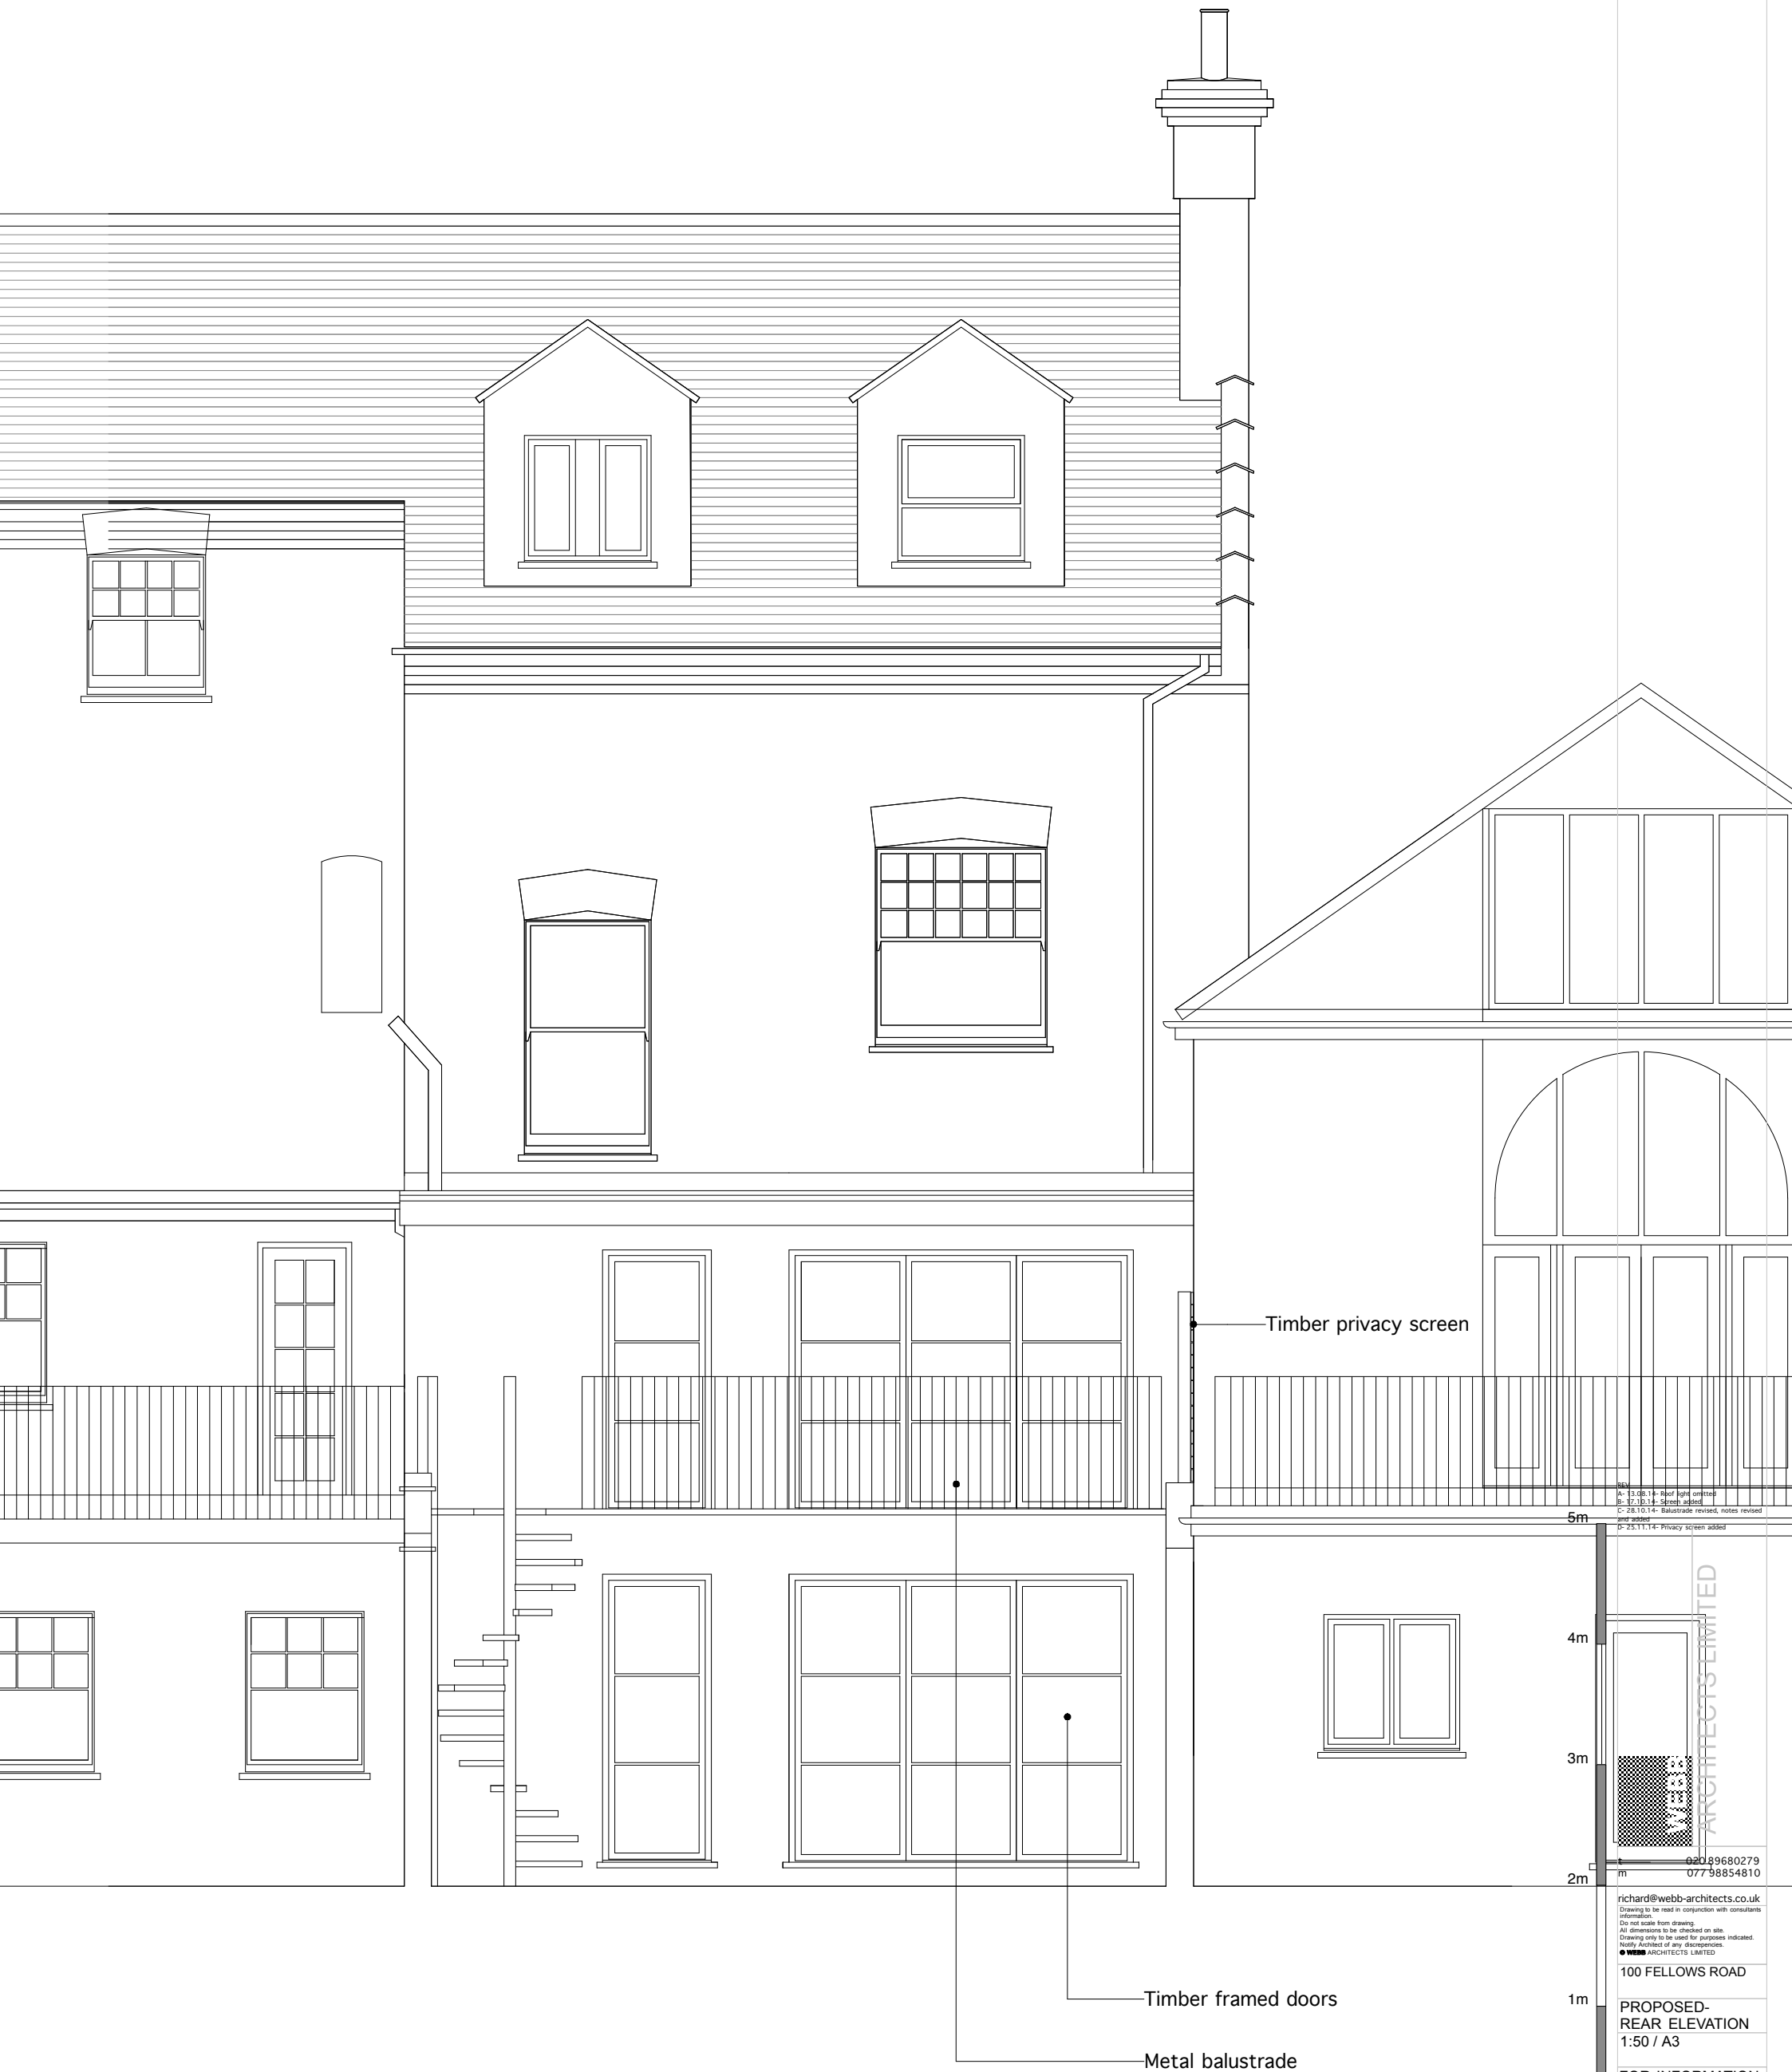 Timber privacy screen
REV
A- 13.08.14- Roof light omitted
B- 17.10.14- Screen added
C- 28.10.14- Balustrade revised, notes revised
and added
D- 25.11.14- Privacy screen added
5m
4m
3m
2m
1m
WEBB
ARCHITECTS LIMITED
t 020 89680279
m 077 98854810
richard@webb-architects.co.uk
Drawing to be read in conjunction with consultants
information.
Do not scale from drawing.
All dimensions to be checked on site.
Drawing only to be used for purposes indicated.
Notify Architect of any discrepencies.
© WEBB ARCHITECTS LIMITED
100 FELLOWS ROAD
PROPOSED-
REAR ELEVATION
1:50 / A3
FOR INFORMATION
Timber framed doors
Metal balustrade